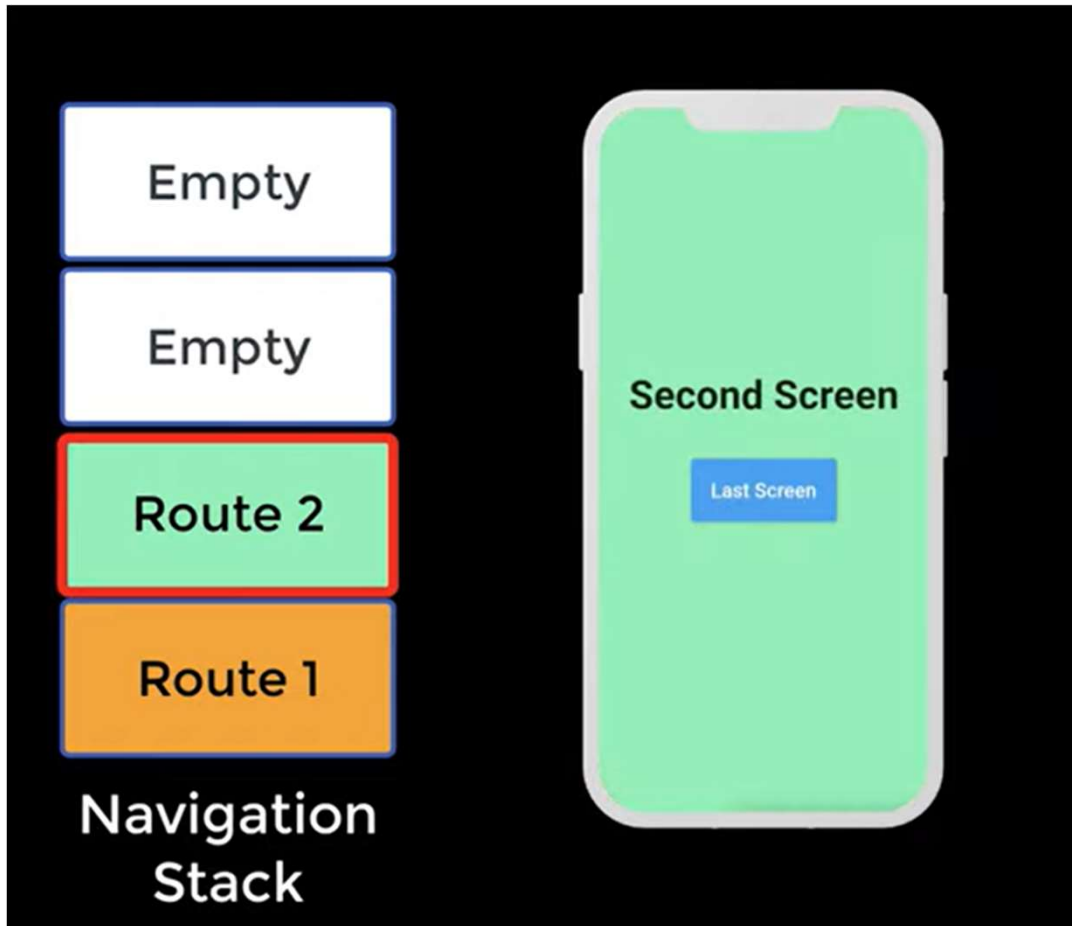 Empty
Empty
Route 2
Route 1
Navigation
Stack
Second Screen
Last Screen